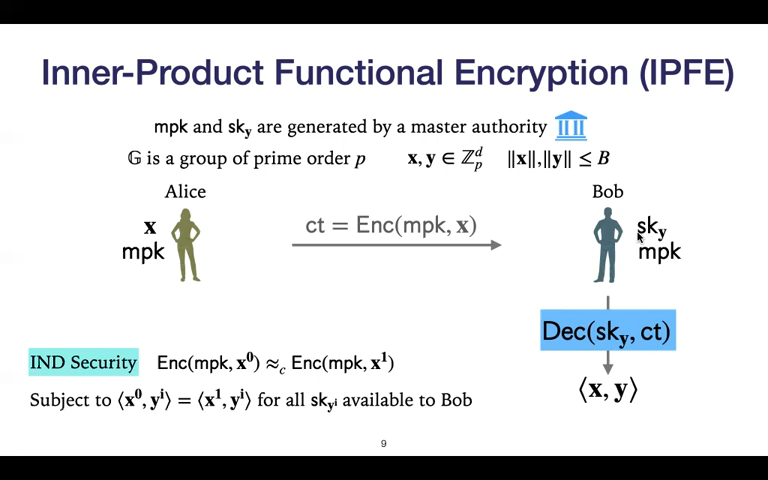 Inner-Product Functional Encryption (IPFE)
mpk and sk_y are generated by a master authority
𝔾 is a group of prime order p    x, y ∈ ℤ_p^d    ||x||,||y|| ≤ B
Alice
Bob
x
mpk
ct = Enc(mpk, x)
sk_y
mpk
Dec(sk_y, ct)
⟨x, y⟩
IND Security    Enc(mpk, x^0) ≈_c Enc(mpk, x^1)
Subject to ⟨x^0, y^i⟩ = ⟨x^1, y^i⟩ for all sk_{y^i} available to Bob
9